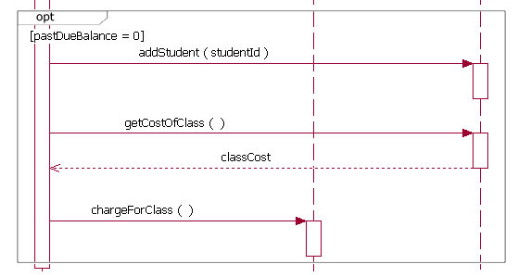 opt
[pastDueBalance = 0]
addStudent ( studentId )
getCostOfClass ( )
classCost
chargeForClass ( )